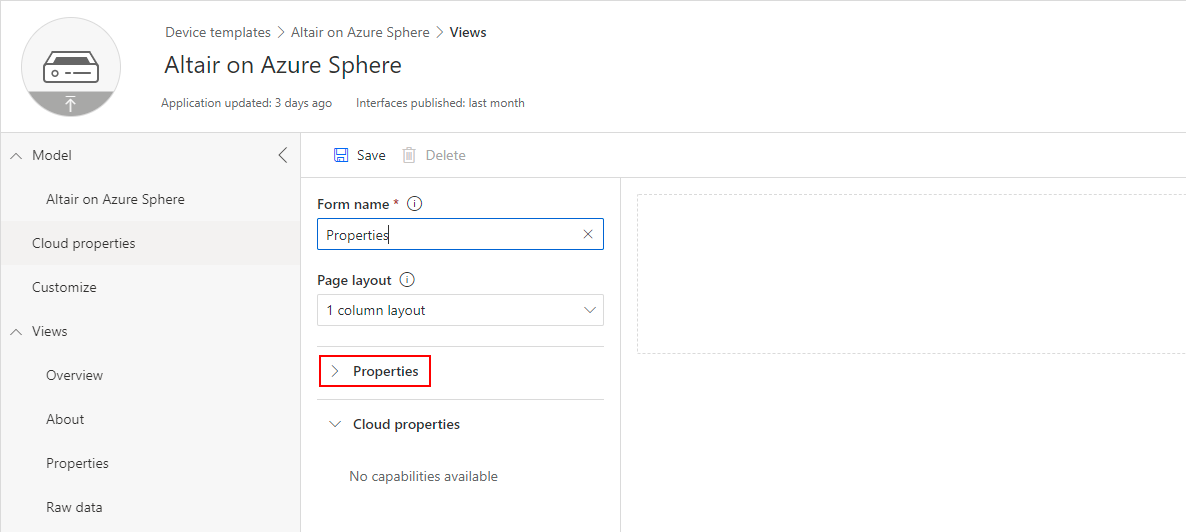 Device templates > Altair on Azure Sphere > Views
Altair on Azure Sphere
Application updated: 3 days ago Interfaces published: last month
Model
Altair on Azure Sphere
Cloud properties
Customize
Views
Overview
About
Properties
Raw data
Save Delete
Form name *
Properties
Page layout
1 column layout
Properties
Cloud properties
No capabilities available